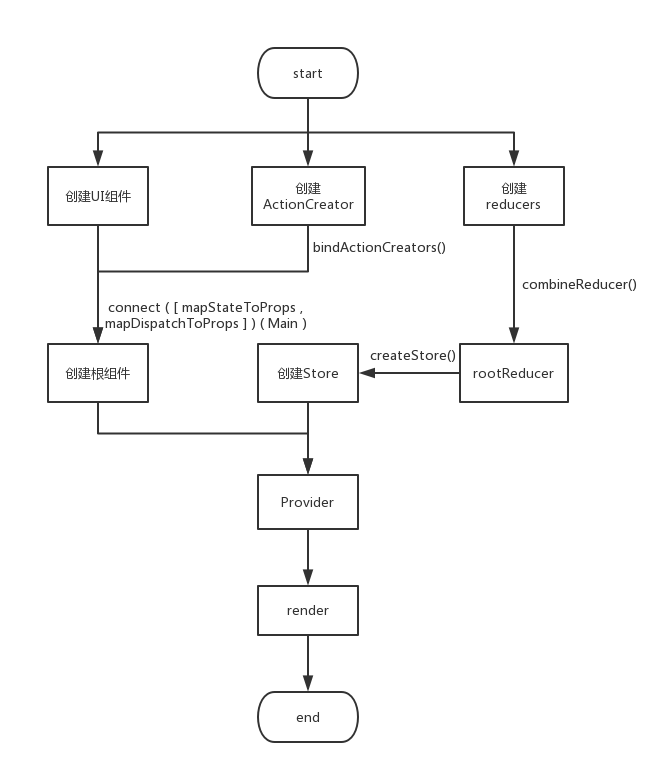 start
创建UI组件
创建
ActionCreator
创建
reducers
bindActionCreators()
combineReducer()
connect ( [ mapStateToProps ,
mapDispatchToProps ] ) ( Main )
createStore()
创建根组件
创建Store
rootReducer
Provider
render
end